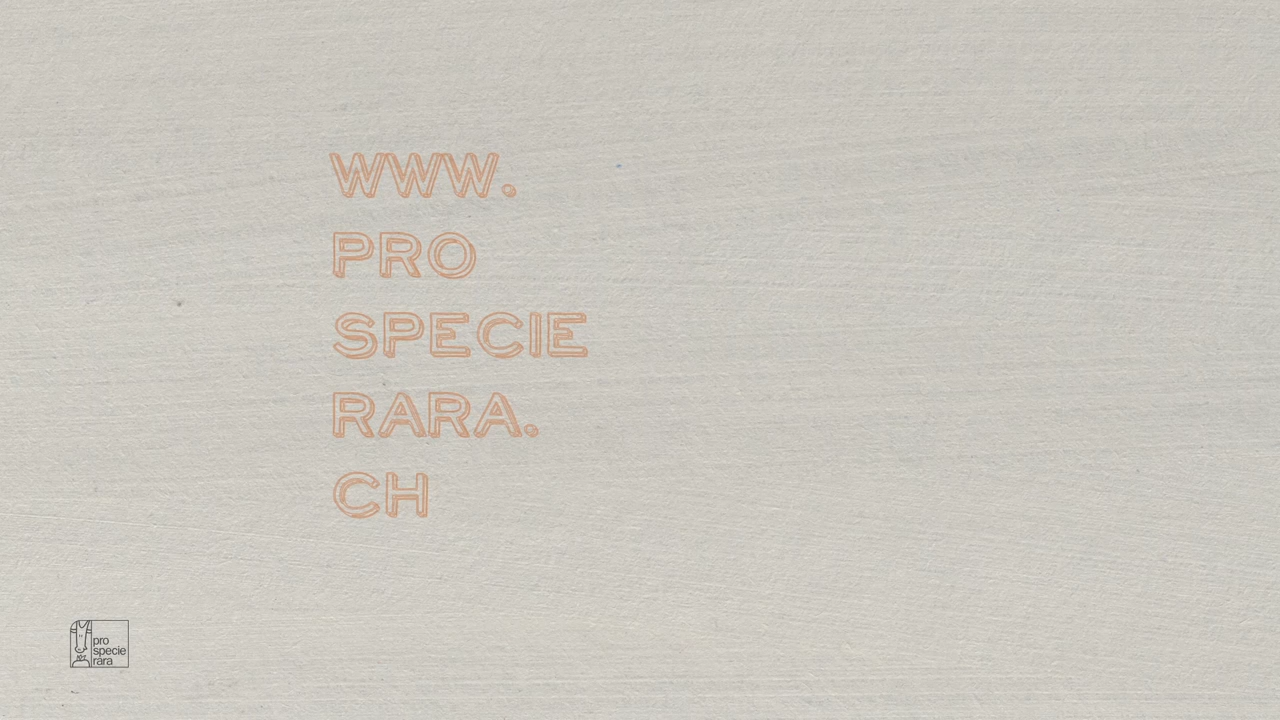 WWW.
PRO
SPECIE
RARA.
CH
pro
specie
rara